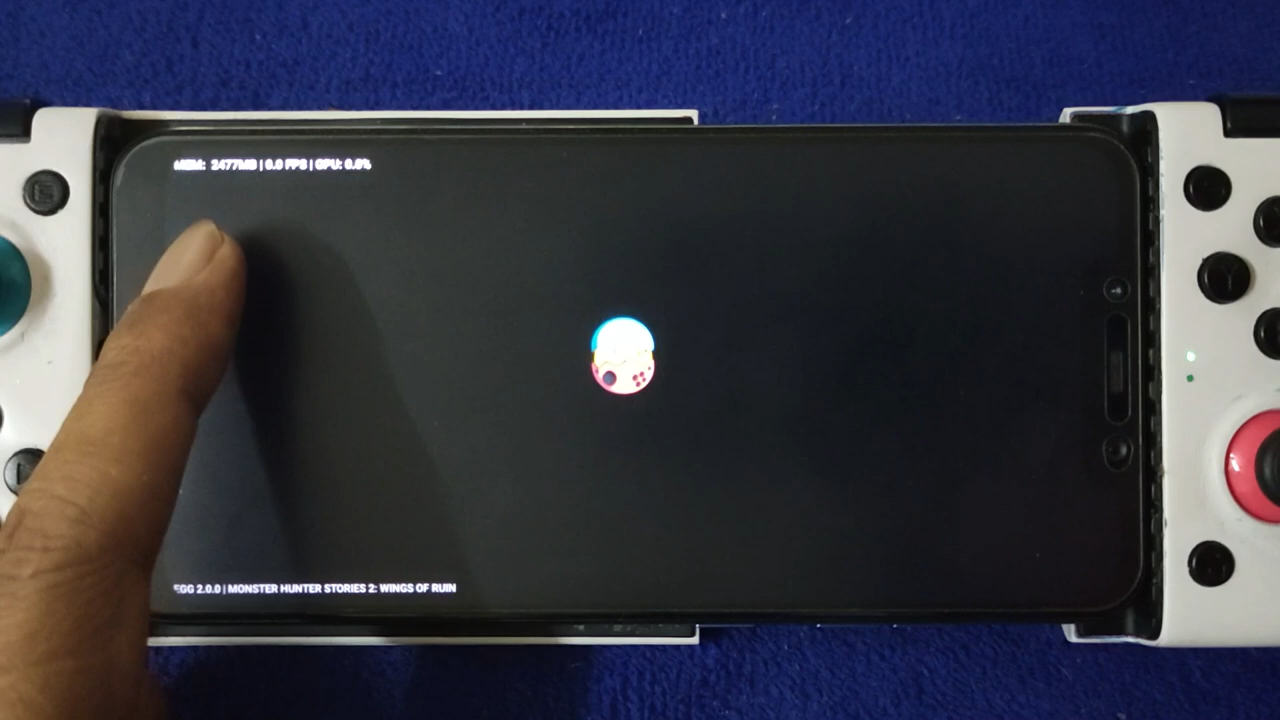 MEM: 2477MB | 0.0 FPS | GPU: 0.0%
Y
EGG 2.0.0 | MONSTER HUNTER STORIES 2: WINGS OF RUIN